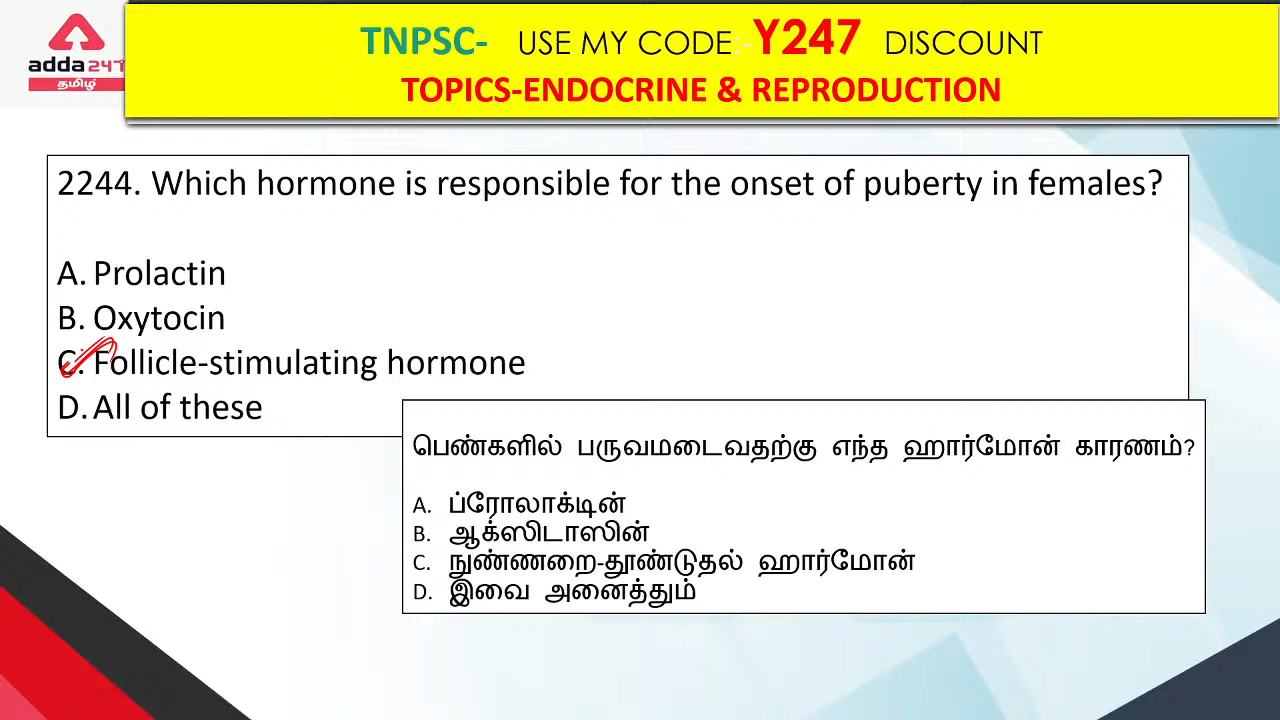 adda 247
தமிழ்
TNPSC- USE MY CODE:-Y247 DISCOUNT
TOPICS-ENDOCRINE & REPRODUCTION
2244. Which hormone is responsible for the onset of puberty in females?
A. Prolactin
B. Oxytocin
C. Follicle-stimulating hormone
D. All of these
பெண்களில் பருவமடைவதற்கு எந்த ஹார்மோன் காரணம்?
A. ப்ரோலாக்டின்
B. ஆக்ஸிடாஸின்
C. நுண்ணறை-தூண்டுதல் ஹார்மோன்
D. இவை அனைத்தும்